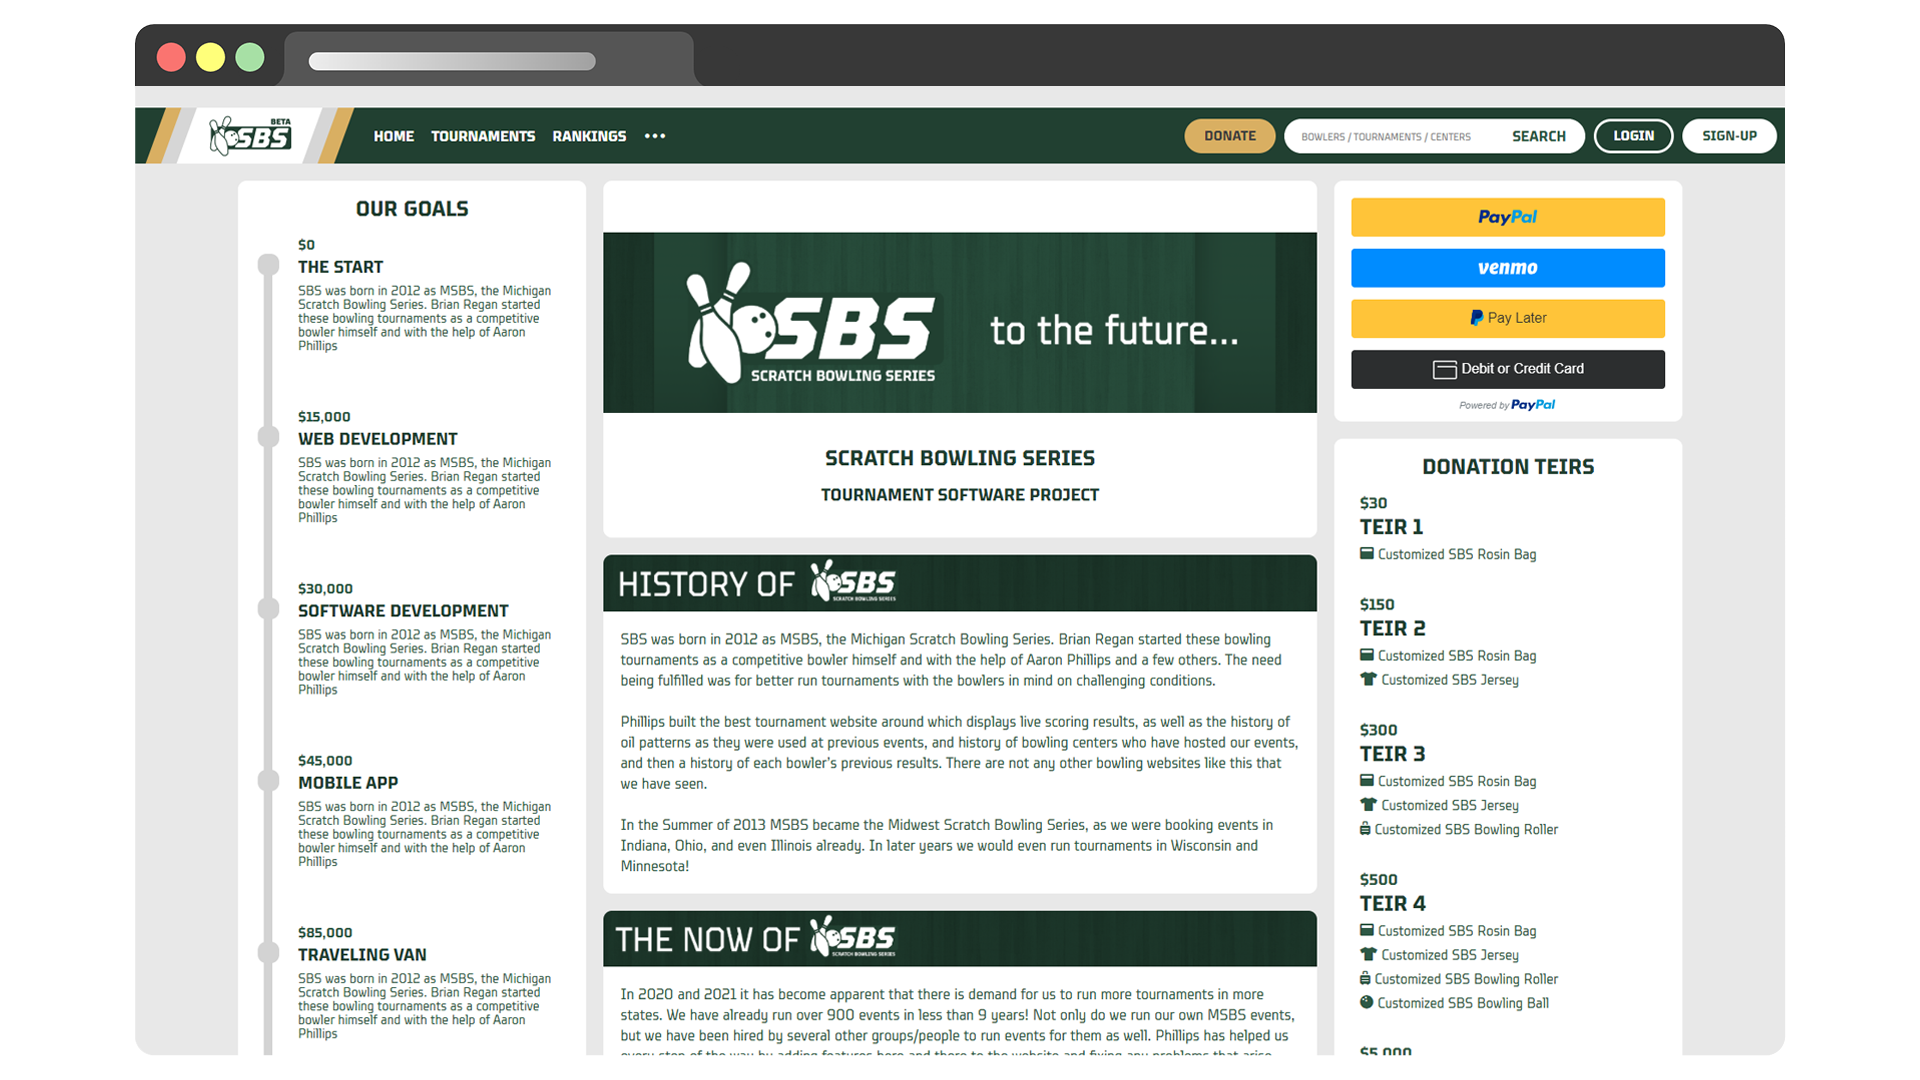 BETA
SBS
HOME TOURNAMENTS RANKINGS •••
DONATE
BOWLERS / TOURNAMENTS / CENTERS SEARCH
LOGIN
SIGN-UP
OUR GOALS
$0
THE START
SBS was born in 2012 as MSBS, the Michigan
Scratch Bowling Series. Brian Regan started
these bowling tournaments as a competitive
bowler himself and with the help of Aaron
Phillips
$15,000
WEB DEVELOPMENT
SBS was born in 2012 as MSBS, the Michigan
Scratch Bowling Series. Brian Regan started
these bowling tournaments as a competitive
bowler himself and with the help of Aaron
Phillips
$30,000
SOFTWARE DEVELOPMENT
SBS was born in 2012 as MSBS, the Michigan
Scratch Bowling Series. Brian Regan started
these bowling tournaments as a competitive
bowler himself and with the help of Aaron
Phillips
$45,000
MOBILE APP
SBS was born in 2012 as MSBS, the Michigan
Scratch Bowling Series. Brian Regan started
these bowling tournaments as a competitive
bowler himself and with the help of Aaron
Phillips
$85,000
TRAVELING VAN
SBS was born in 2012 as MSBS, the Michigan
Scratch Bowling Series. Brian Regan started
these bowling tournaments as a competitive
bowler himself and with the help of Aaron
Phillips
SBS
SCRATCH BOWLING SERIES
to the future...
SCRATCH BOWLING SERIES
TOURNAMENT SOFTWARE PROJECT
HISTORY OF SBS
SCRATCH BOWLING SERIES
SBS was born in 2012 as MSBS, the Michigan Scratch Bowling Series. Brian Regan started these bowling
tournaments as a competitive bowler himself and with the help of Aaron Phillips and a few others. The need
being fulfilled was for better run tournaments with the bowlers in mind on challenging conditions.
Phillips built the best tournament website around which displays live scoring results, as well as the history of
oil patterns as they were used at previous events, and history of bowling centers who have hosted our events,
and then a history of each bowler's previous results. There are not any other bowling websites like this that
we have seen.
In the Summer of 2013 MSBS became the Midwest Scratch Bowling Series, as we were booking events in
Indiana, Ohio, and even Illinois already. In later years we would even run tournaments in Wisconsin and
Minnesota!
THE NOW OF SBS
SCRATCH BOWLING SERIES
In 2020 and 2021 it has become apparent that there is demand for us to run more tournaments in more
states. We have already run over 900 events in less than 9 years! Not only do we run our own MSBS events,
but we have been hired by several other groups/people to run events for them as well. Phillips has helped us
every step of the way by adding features here and there to the website and fixing any problems that arise.
PayPal
venmo
Pay Later
Debit or Credit Card
Powered by PayPal
DONATION TEIRS
$30
TEIR 1
Customized SBS Rosin Bag
$150
TEIR 2
Customized SBS Rosin Bag
Customized SBS Jersey
$300
TEIR 3
Customized SBS Rosin Bag
Customized SBS Jersey
Customized SBS Bowling Roller
$500
TEIR 4
Customized SBS Rosin Bag
Customized SBS Jersey
Customized SBS Bowling Roller
Customized SBS Bowling Ball
$5,000